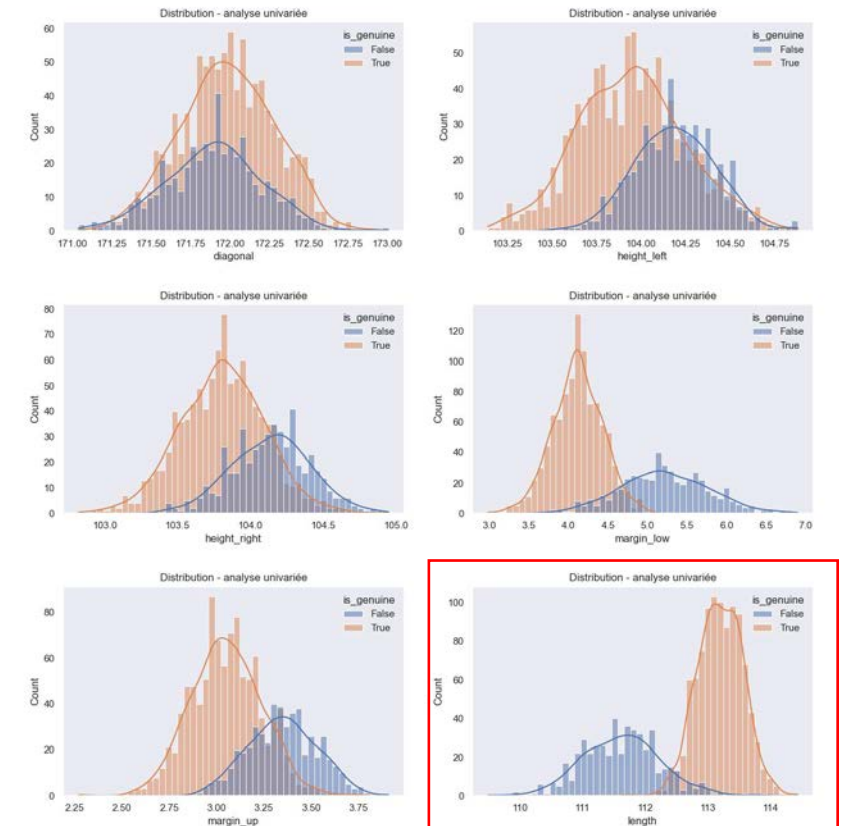 Distribution - analyse univariée
is_genuine
False
True
Count
60
50
40
30
20
10
0
171.00 171.25 171.50 171.75 172.00 172.25 172.50 172.75 173.00
diagonal
Distribution - analyse univariée
is_genuine
False
True
Count
50
40
30
20
10
0
103.25 103.50 103.75 104.00 104.25 104.50 104.75
height_left
Distribution - analyse univariée
is_genuine
False
True
Count
80
70
60
50
40
30
20
10
0
103.0 103.5 104.0 104.5 105.0
height_right
Distribution - analyse univariée
is_genuine
False
True
Count
120
100
80
60
40
20
0
3.0 3.5 4.0 4.5 5.0 5.5 6.0 6.5 7.0
margin_low
Distribution - analyse univariée
is_genuine
False
True
Count
80
60
40
20
0
2.25 2.50 2.75 3.00 3.25 3.50 3.75
margin_up
Distribution - analyse univariée
is_genuine
False
True
Count
100
80
60
40
20
0
110 111 112 113 114
length